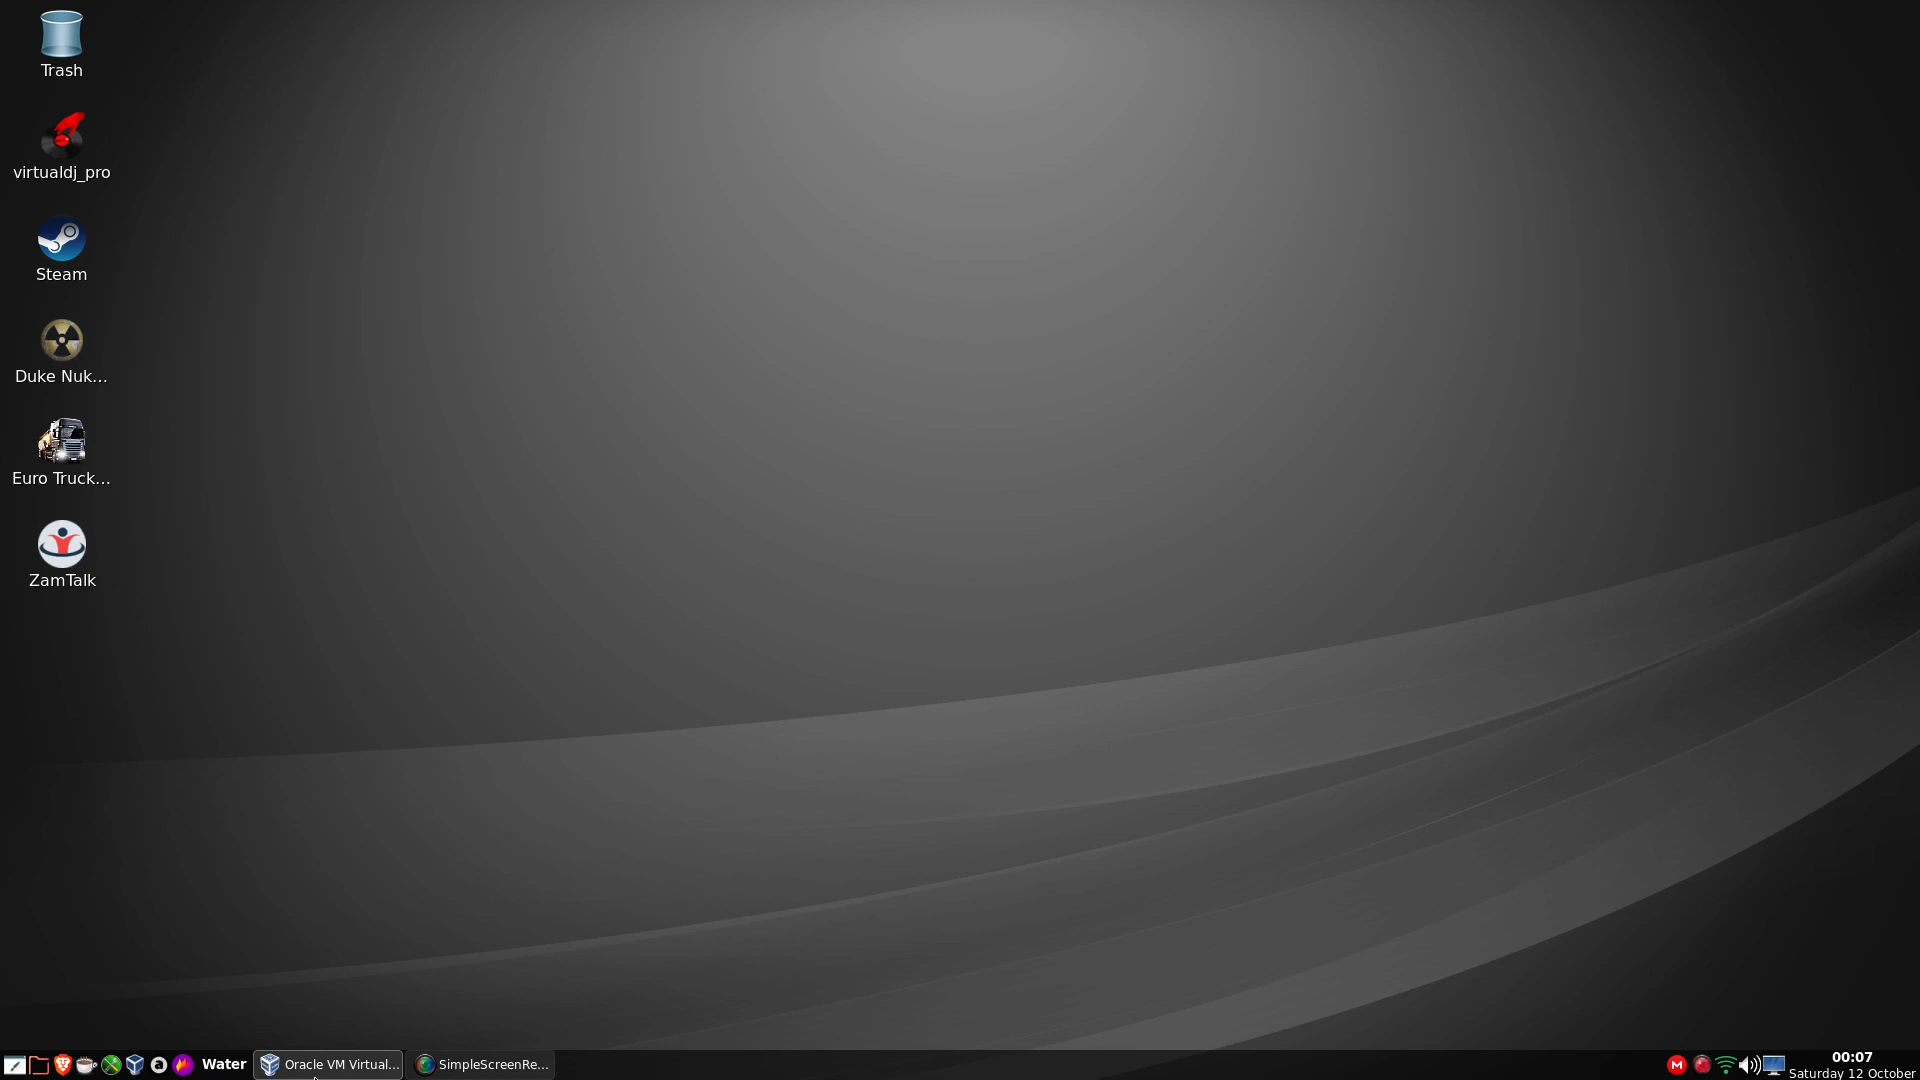 Trash
virtualdj_pro
Steam
Duke Nuk...
Euro Truck...
ZamTalk
a
Water
Oracle VM Virtual...
SimpleScreenRe...
M
00:07
Saturday 12 October